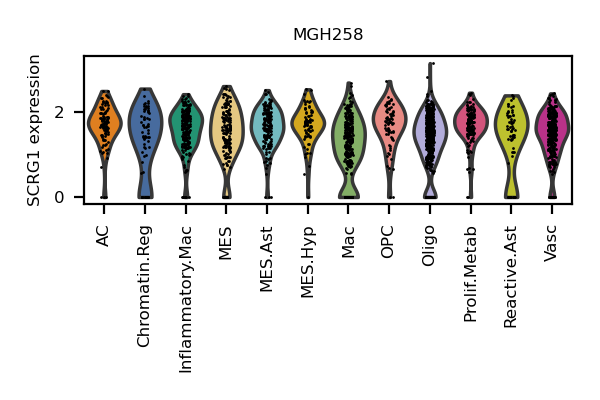 MGH258
SCRG1 expression
2
0
AC
Chromatin.Reg
Inflammatory.Mac
MES
MES.Ast
MES.Hyp
Mac
OPC
Oligo
Prolif.Metab
Reactive.Ast
Vasc